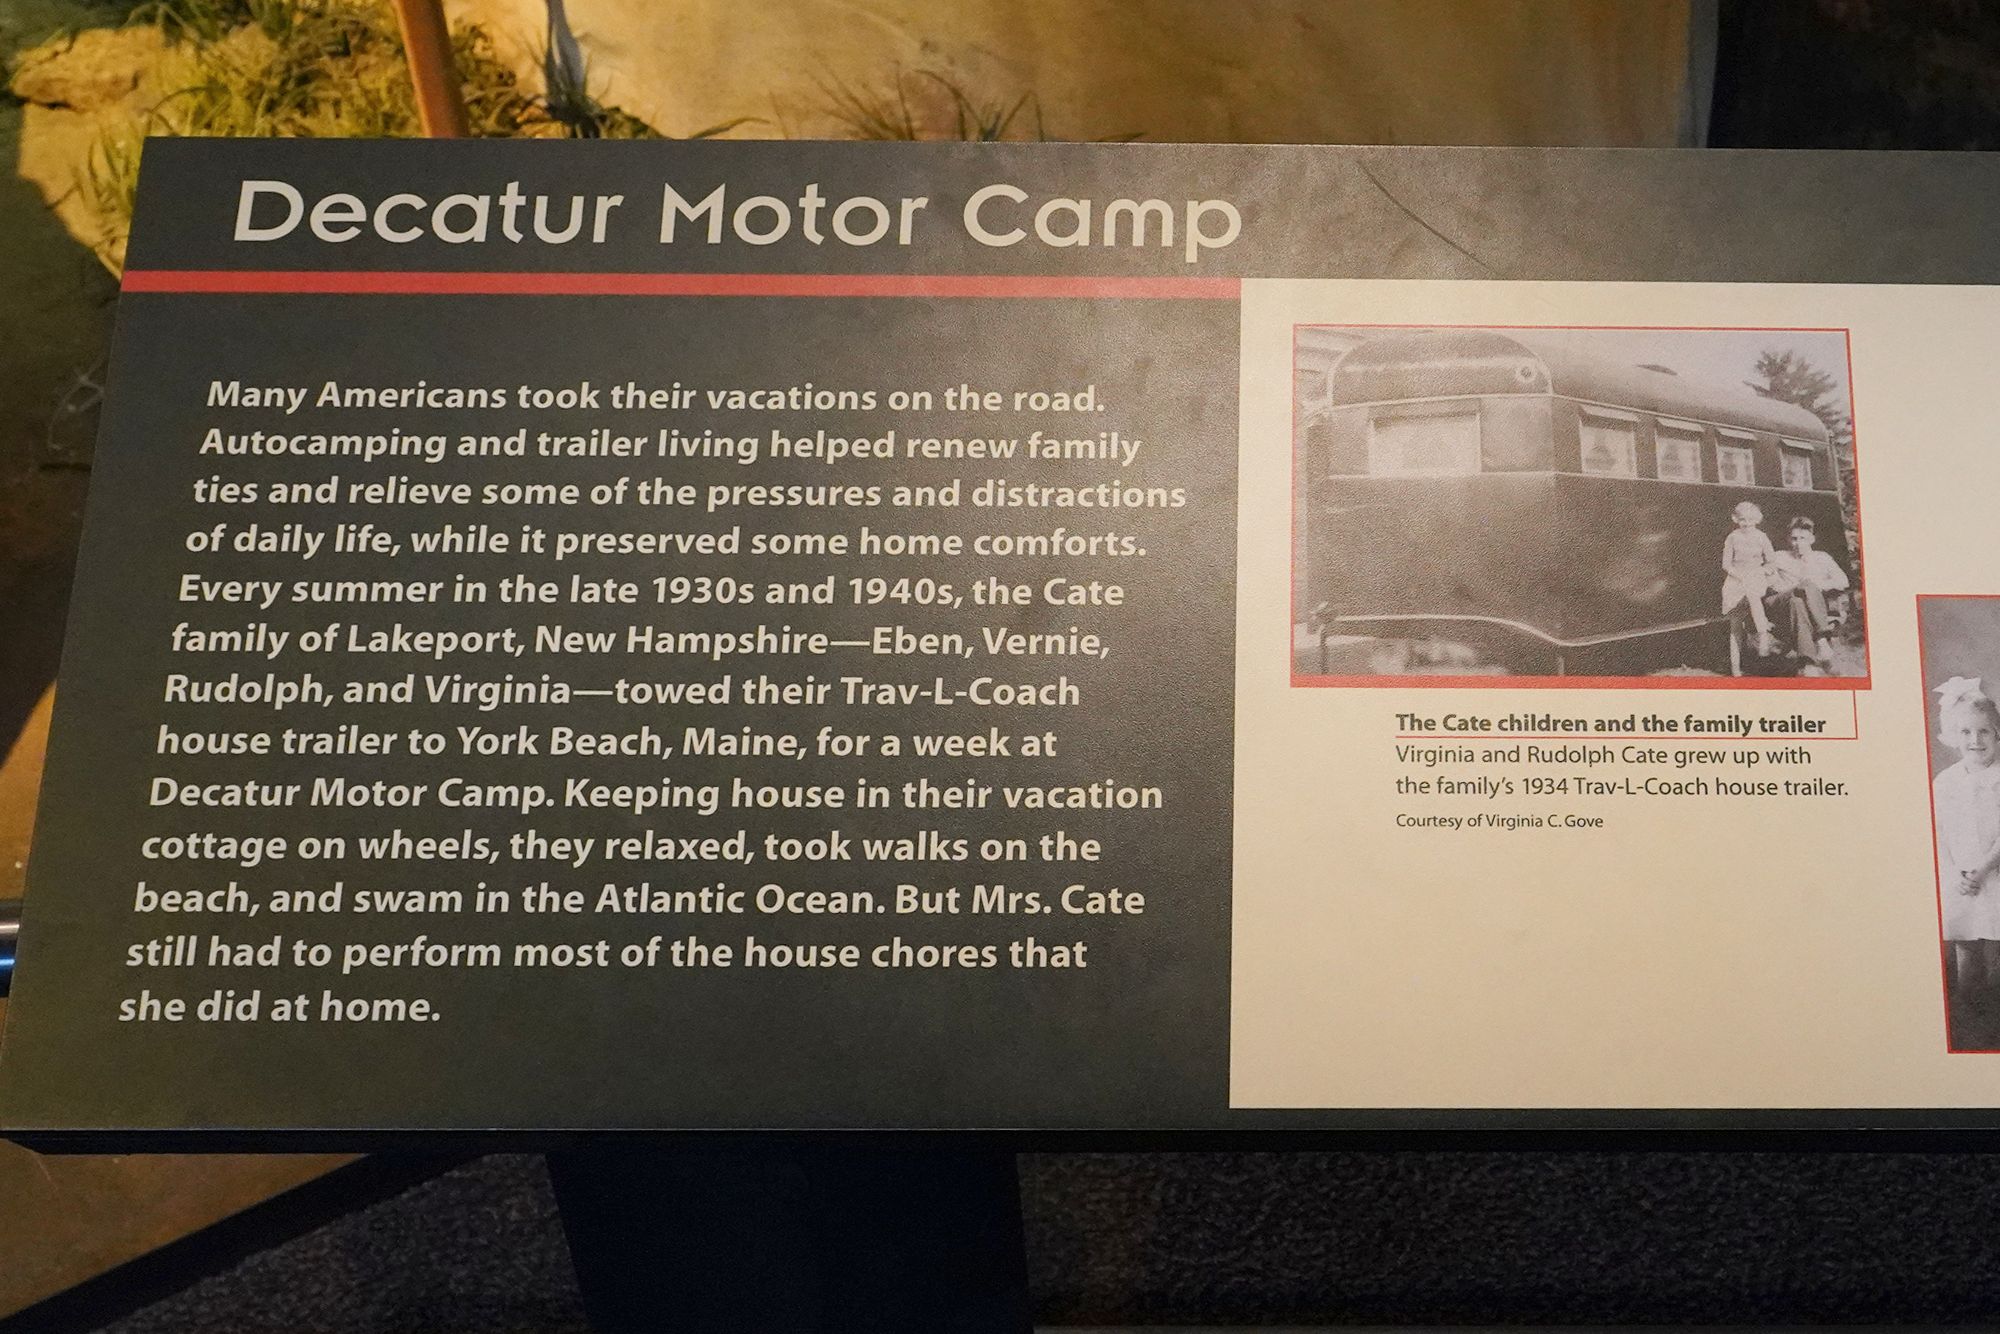 Decatur Motor Camp
Many Americans took their vacations on the road.
Autocamping and trailer living helped renew family
ties and relieve some of the pressures and distractions
of daily life, while it preserved some home comforts.
Every summer in the late 1930s and 1940s, the Cate
family of Lakeport, New Hampshire—Eben, Vernie,
Rudolph, and Virginia—towed their Trav-L-Coach
house trailer to York Beach, Maine, for a week at
Decatur Motor Camp. Keeping house in their vacation
cottage on wheels, they relaxed, took walks on the
beach, and swam in the Atlantic Ocean. But Mrs. Cate
still had to perform most of the house chores that
she did at home.
The Cate children and the family trailer
Virginia and Rudolph Cate grew up with
the family's 1934 Trav-L-Coach house trailer.
Courtesy of Virginia C. Gove